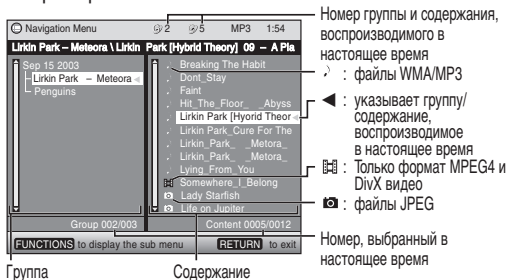 Navigation Menu 2 5 MP3 1:54
Lirkin Park – Meteora \ Lirkin Park [Hybrid Theory] 09 – A Pla
Sep 15 2003
Lirkin Park – Meteora
Penguins
Breaking The Habit
Dont_Stay
Faint
Hit_The_Floor_ _Abyss
Lirkin Park [Hyorid Theor
Lirkin Park_Cure For The
Lirkin Park_ _Metora_
Lirkin Park_ _Metora_
Lying_From_You
Somewhere_I_Belong
Lady Starfish
Life on Jupiter
Group 002/003
Content 0005/0012
FUNCTIONS to display the sub menu RETURN to exit
Группа
Содержание
Номер группы и содержания,
воспроизводимого в
настоящее время
: файлы WMA/MP3
◄ : указывает группу/
содержание,
воспроизводимое
в настоящее время
: Только формат MPEG4 и
DivX видео
: файлы JPEG
Номер, выбранный в
настоящее время